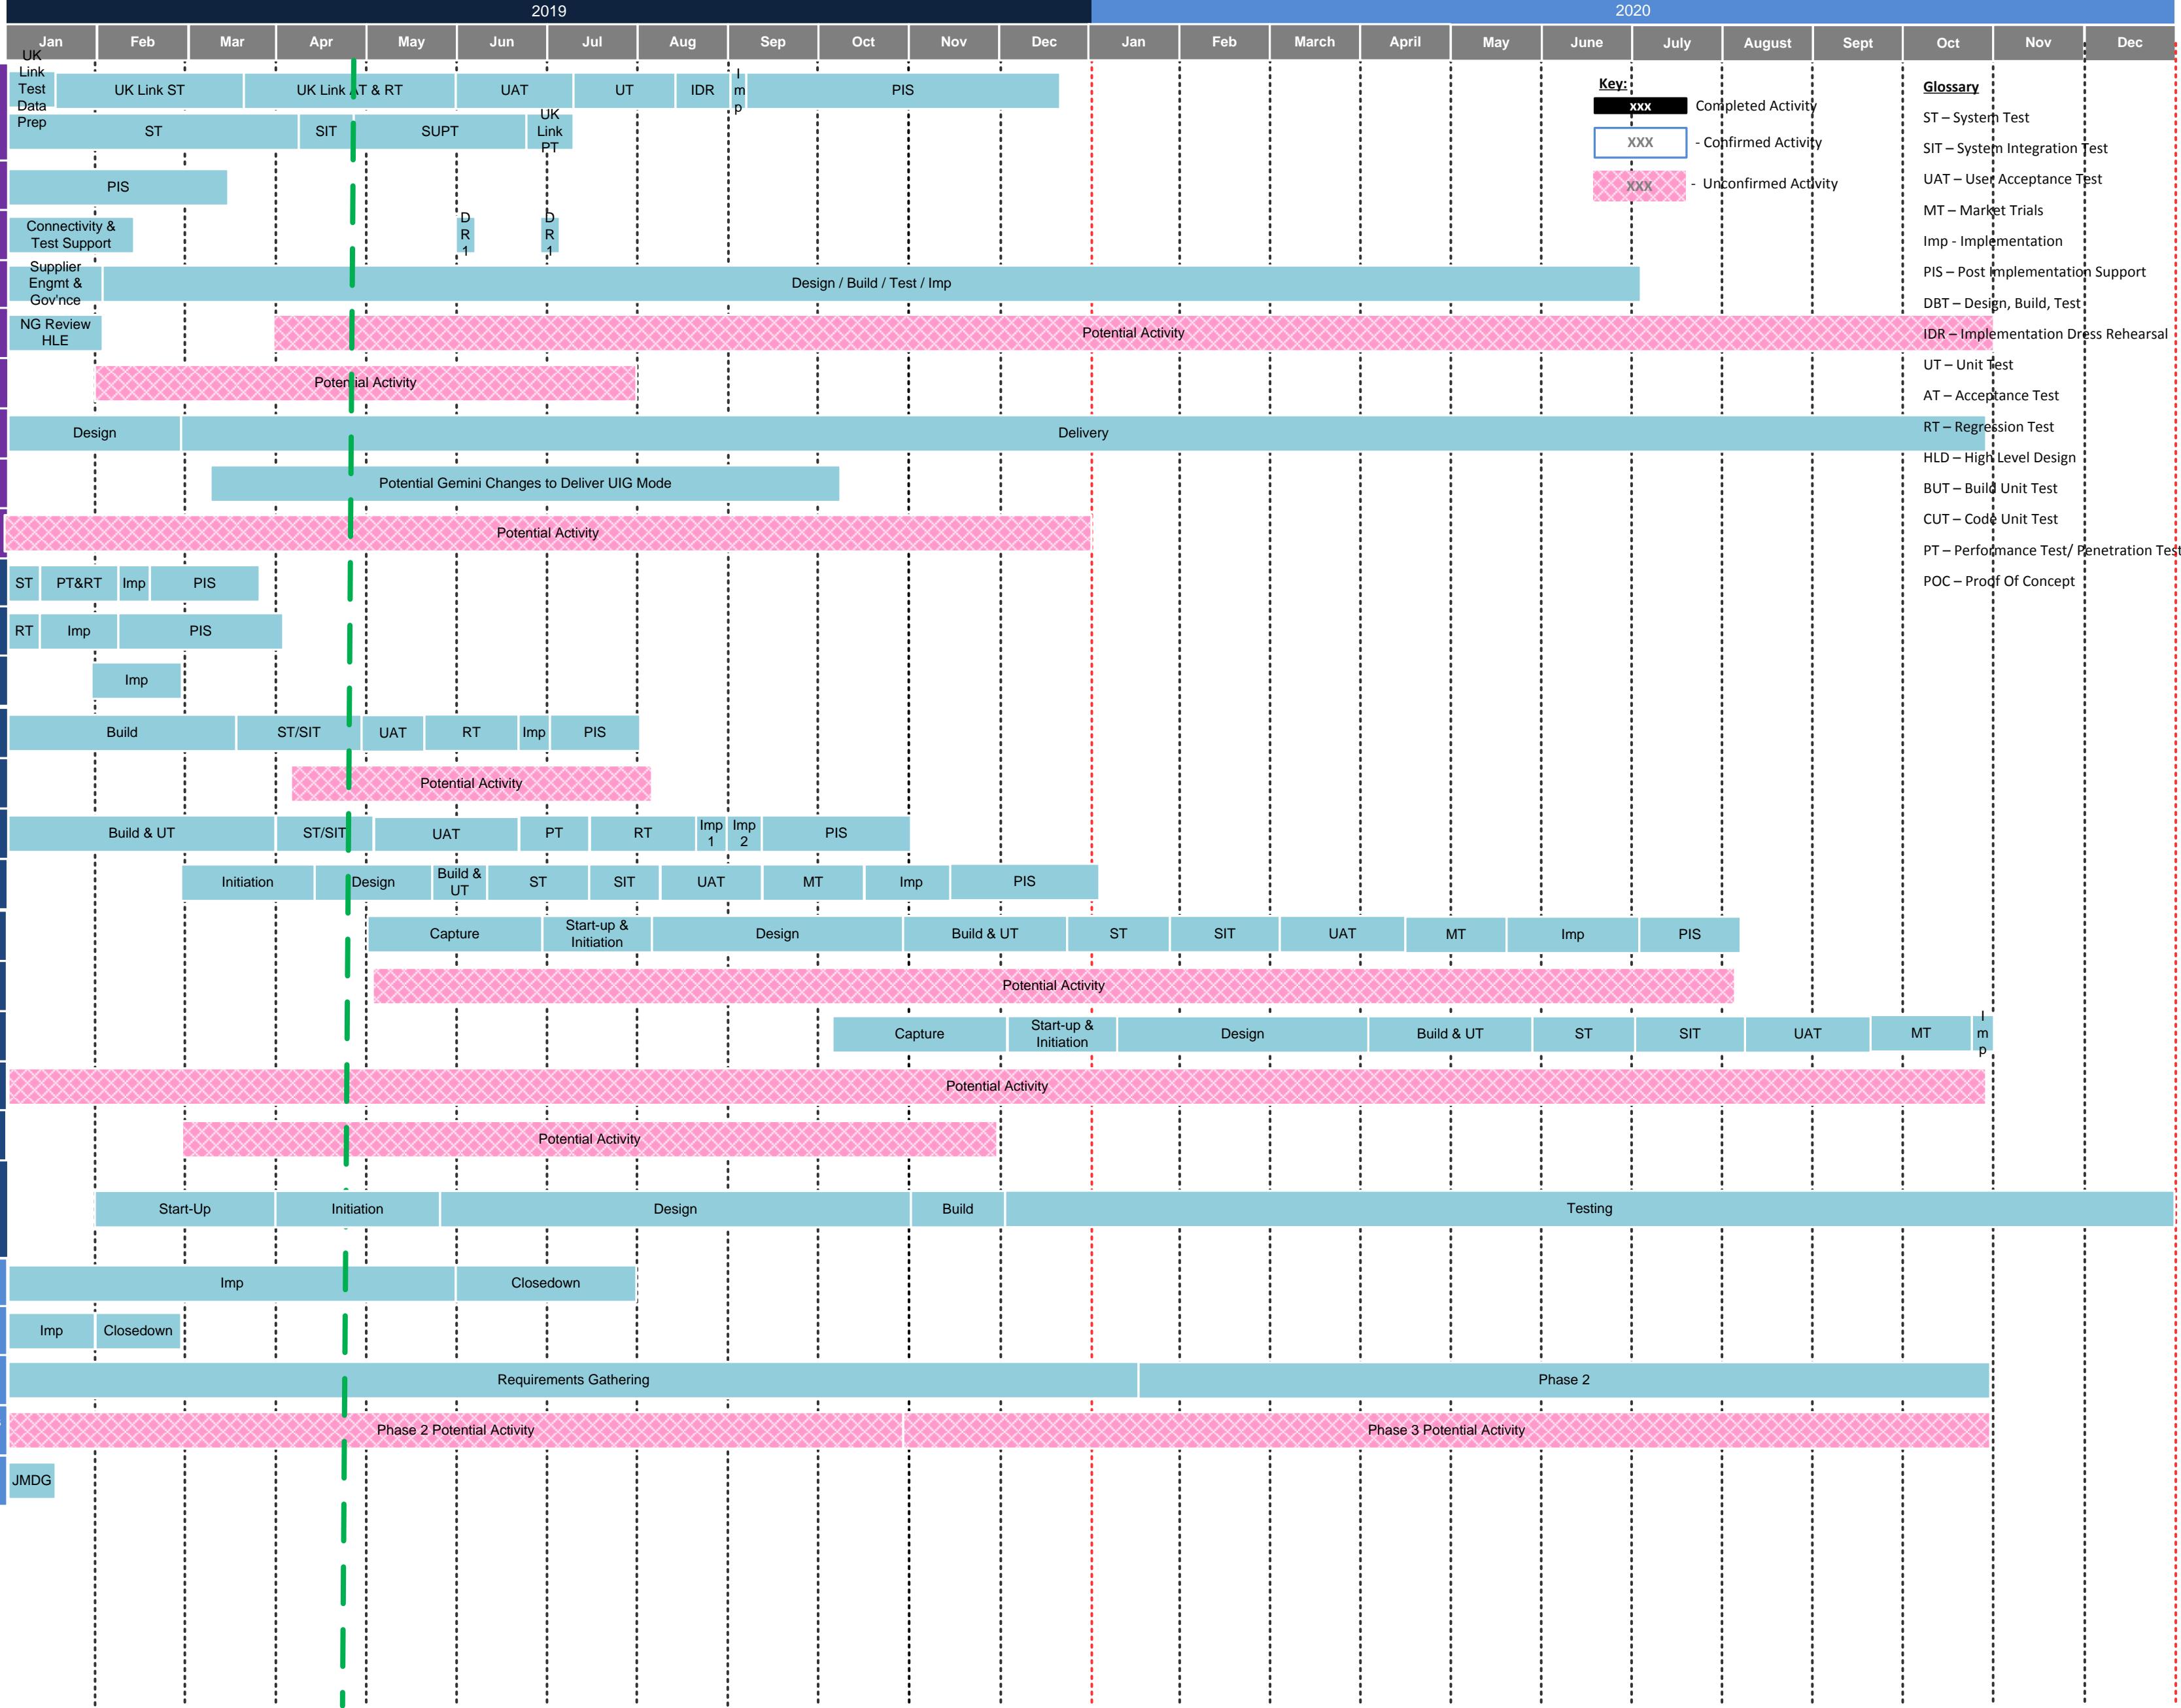 2019
2020
Jan
Feb
Mar
Apr
May
Jun
Jul
Aug
Sep
Oct
Nov
Dec
Jan
Feb
March
April
May
June
July
August
Sept
Oct
Nov
Dec
UK
Link
Test
Data
Prep
UK Link ST
UK Link AT & RT
UAT
UT
IDR
I
m
p
PIS
ST
SIT
SUPT
UK
Link
PT
PIS
Connectivity &
Test Support
D
R
1
D
R
1
Supplier
Engmt &
Gov'nce
Design / Build / Test / Imp
NG Review
HLE
Potential Activity
Potential Activity
Design
Delivery
Potential Gemini Changes to Deliver UIG Mode
Potential Activity
ST
PT&RT
Imp
PIS
RT
Imp
PIS
Imp
Build
ST/SIT
UAT
RT
Imp
PIS
Potential Activity
Build & UT
ST/SIT
UAT
PT
RT
Imp
1
Imp
2
PIS
Initiation
Design
Build &
UT
ST
SIT
UAT
MT
Imp
PIS
Capture
Start-up &
Initiation
Design
Build & UT
ST
SIT
UAT
MT
Imp
PIS
Potential Activity
Capture
Start-up &
Initiation
Design
Build & UT
ST
SIT
UAT
MT
I
m
p
Potential Activity
Potential Activity
Start-Up
Initiation
Design
Build
Testing
Imp
Closedown
Imp
Closedown
Requirements Gathering
Phase 2
Phase 2 Potential Activity
Phase 3 Potential Activity
JMDG
Key:
xxx
Completed Activity
XXX
- Confirmed Activity
XXX
- Unconfirmed Activity
Glossary
ST – System Test
SIT – System Integration Test
UAT – User Acceptance Test
MT – Market Trials
Imp - Implementation
PIS – Post Implementation Support
DBT – Design, Build, Test
IDR – Implementation Dress Rehearsal
UT – Unit Test
AT – Acceptance Test
RT – Regression Test
HLD – High Level Design
BUT – Build Unit Test
CUT – Code Unit Test
PT – Performance Test/ Penetration Test
POC – Proof Of Concept